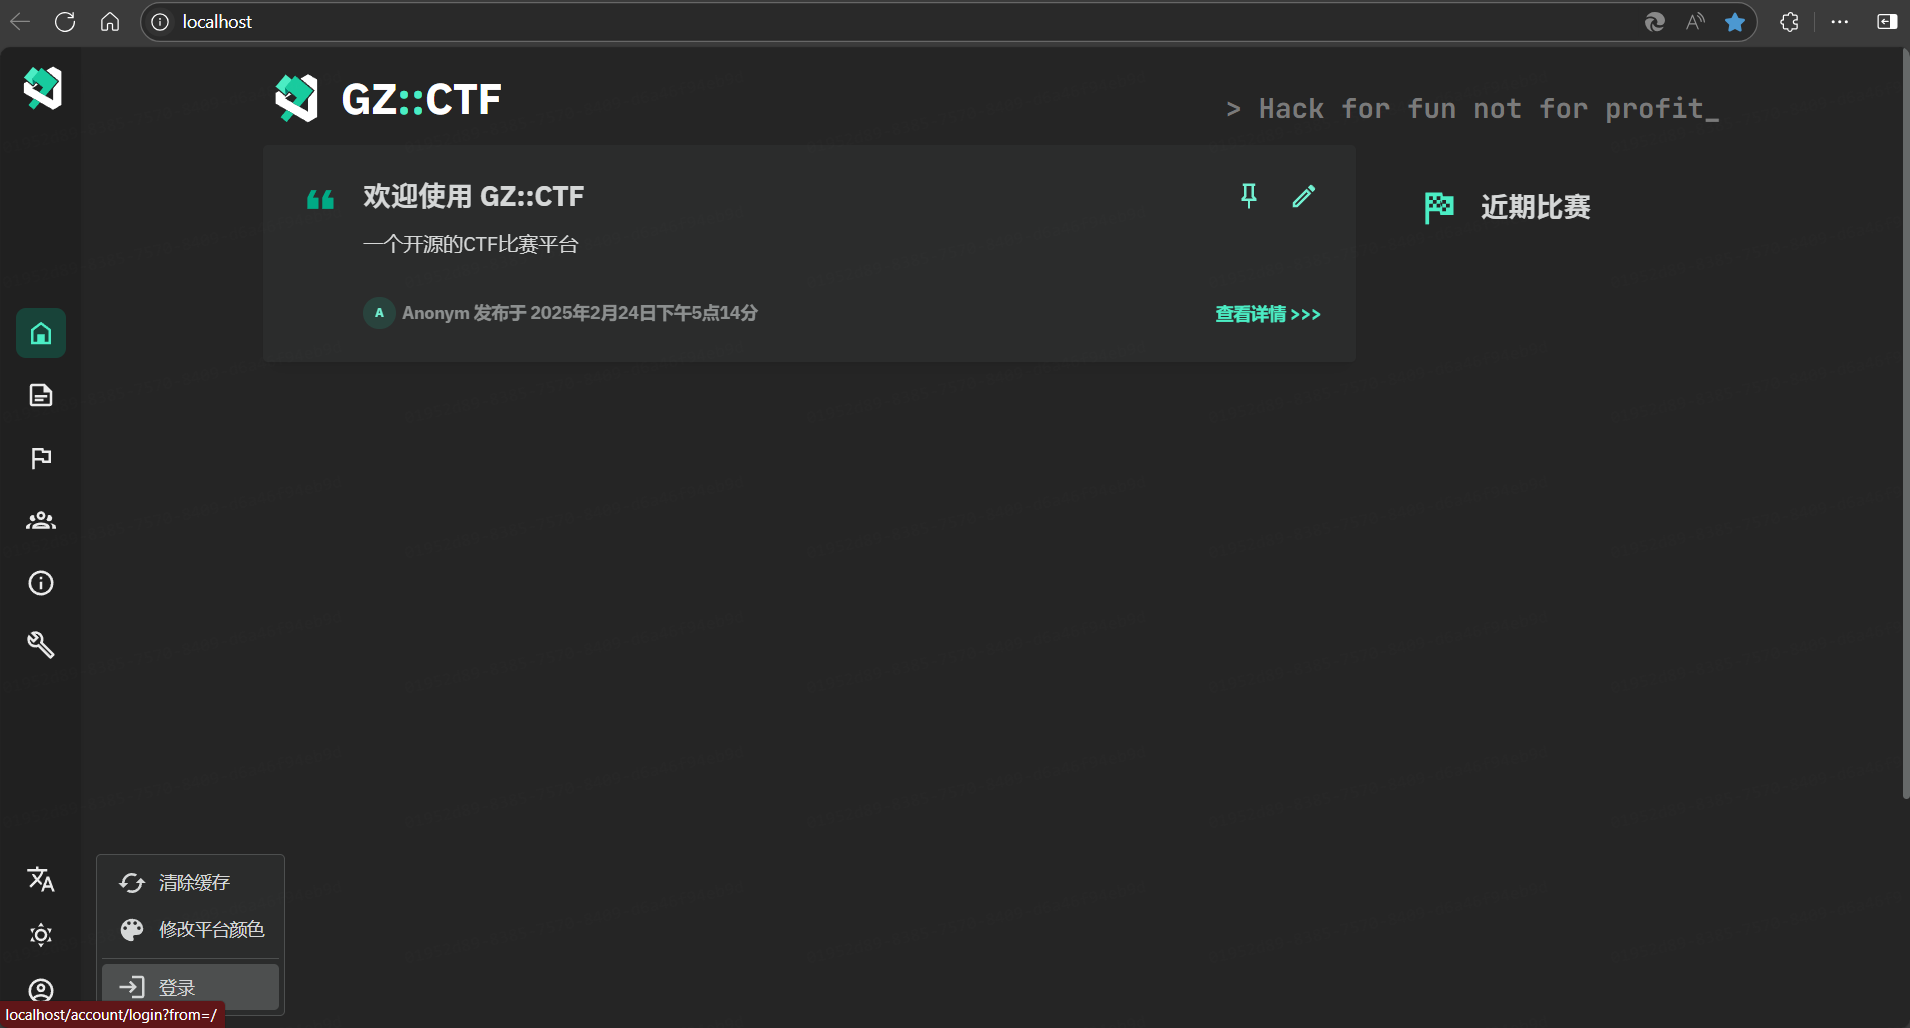 localhost
GZ::CTF
> Hack for fun not for profit_
欢迎使用 GZ::CTF
一个开源的CTF比赛平台
A Anonym 发布于 2025年2月24日下午5点14分
查看详情 >>>
近期比赛
清除缓存
修改平台颜色
登录
localhost/account/login?from=/